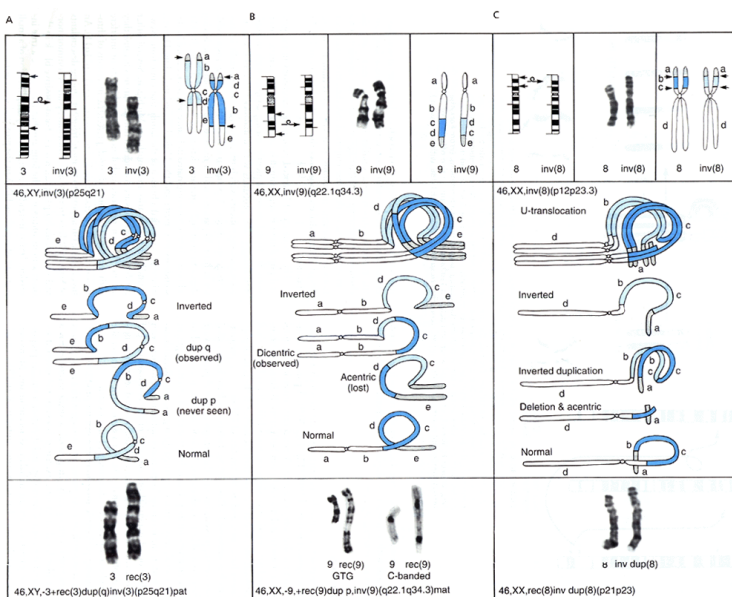 A
B
C
a
b
c
d
e
a
d
c
b
e
3 inv(3)
3 inv(3)
3 inv(3)
a
b
c
d
e
a
b
d
c
e
9 inv(9)
9 inv(9)
9 inv(9)
a
b
c
d
a
c
b
d
8 inv(8)
8 inv(8)
8 inv(8)
46,XY,inv(3)(p25q21)
b
e
d
c
a
b
c
Inverted
e
d
a
b
dup q
(observed)
d
c
e
b
d
c
dup p
(never seen)
a
b
c
Normal
e
d
a
46,XX,inv(9)(q22.1q34.3)
d
c
a b
e
Inverted
d
c
a b
e
d
a b
c
Dicentric
(observed)
a b
c
Acentric
(lost)
d
c
e
d
Normal
c
a b e
46,XX,inv(8)(p12p23.3)
U-translocation
b
c
d
a
Inverted
b
c
d
a
Inverted duplication
b
b
c
c
d
a
Deletion & acentric
d
a
Normal
b
c
d
a
3 rec(3)
46,XY,-3+rec(3)dup(q)inv(3)(p25q21)pat
9 rec(9) 9 rec(9)
GTG C-banded
46,XX,-9,+rec(9)dup p,inv(9)(q22.1q34.3)mat
8 inv dup(8)
46,XX,rec(8)inv dup(8)(p21p23)